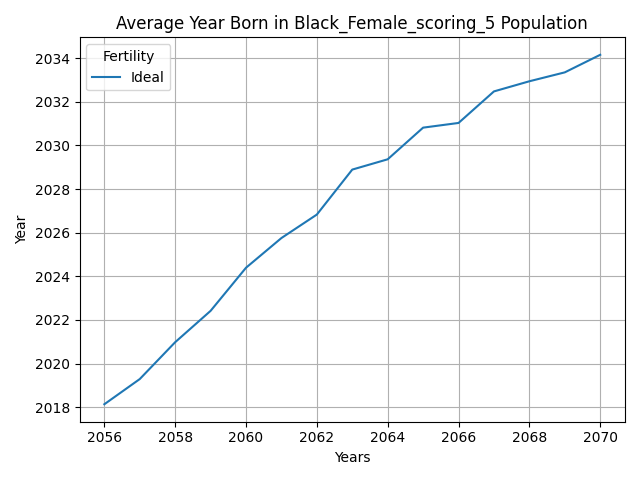 Average Year Born in Black_Female_scoring_5 Population
Fertility
Ideal
2034
2032
2030
2028
2026
2024
2022
2020
2018
Year
2056 2058 2060 2062 2064 2066 2068 2070
Years